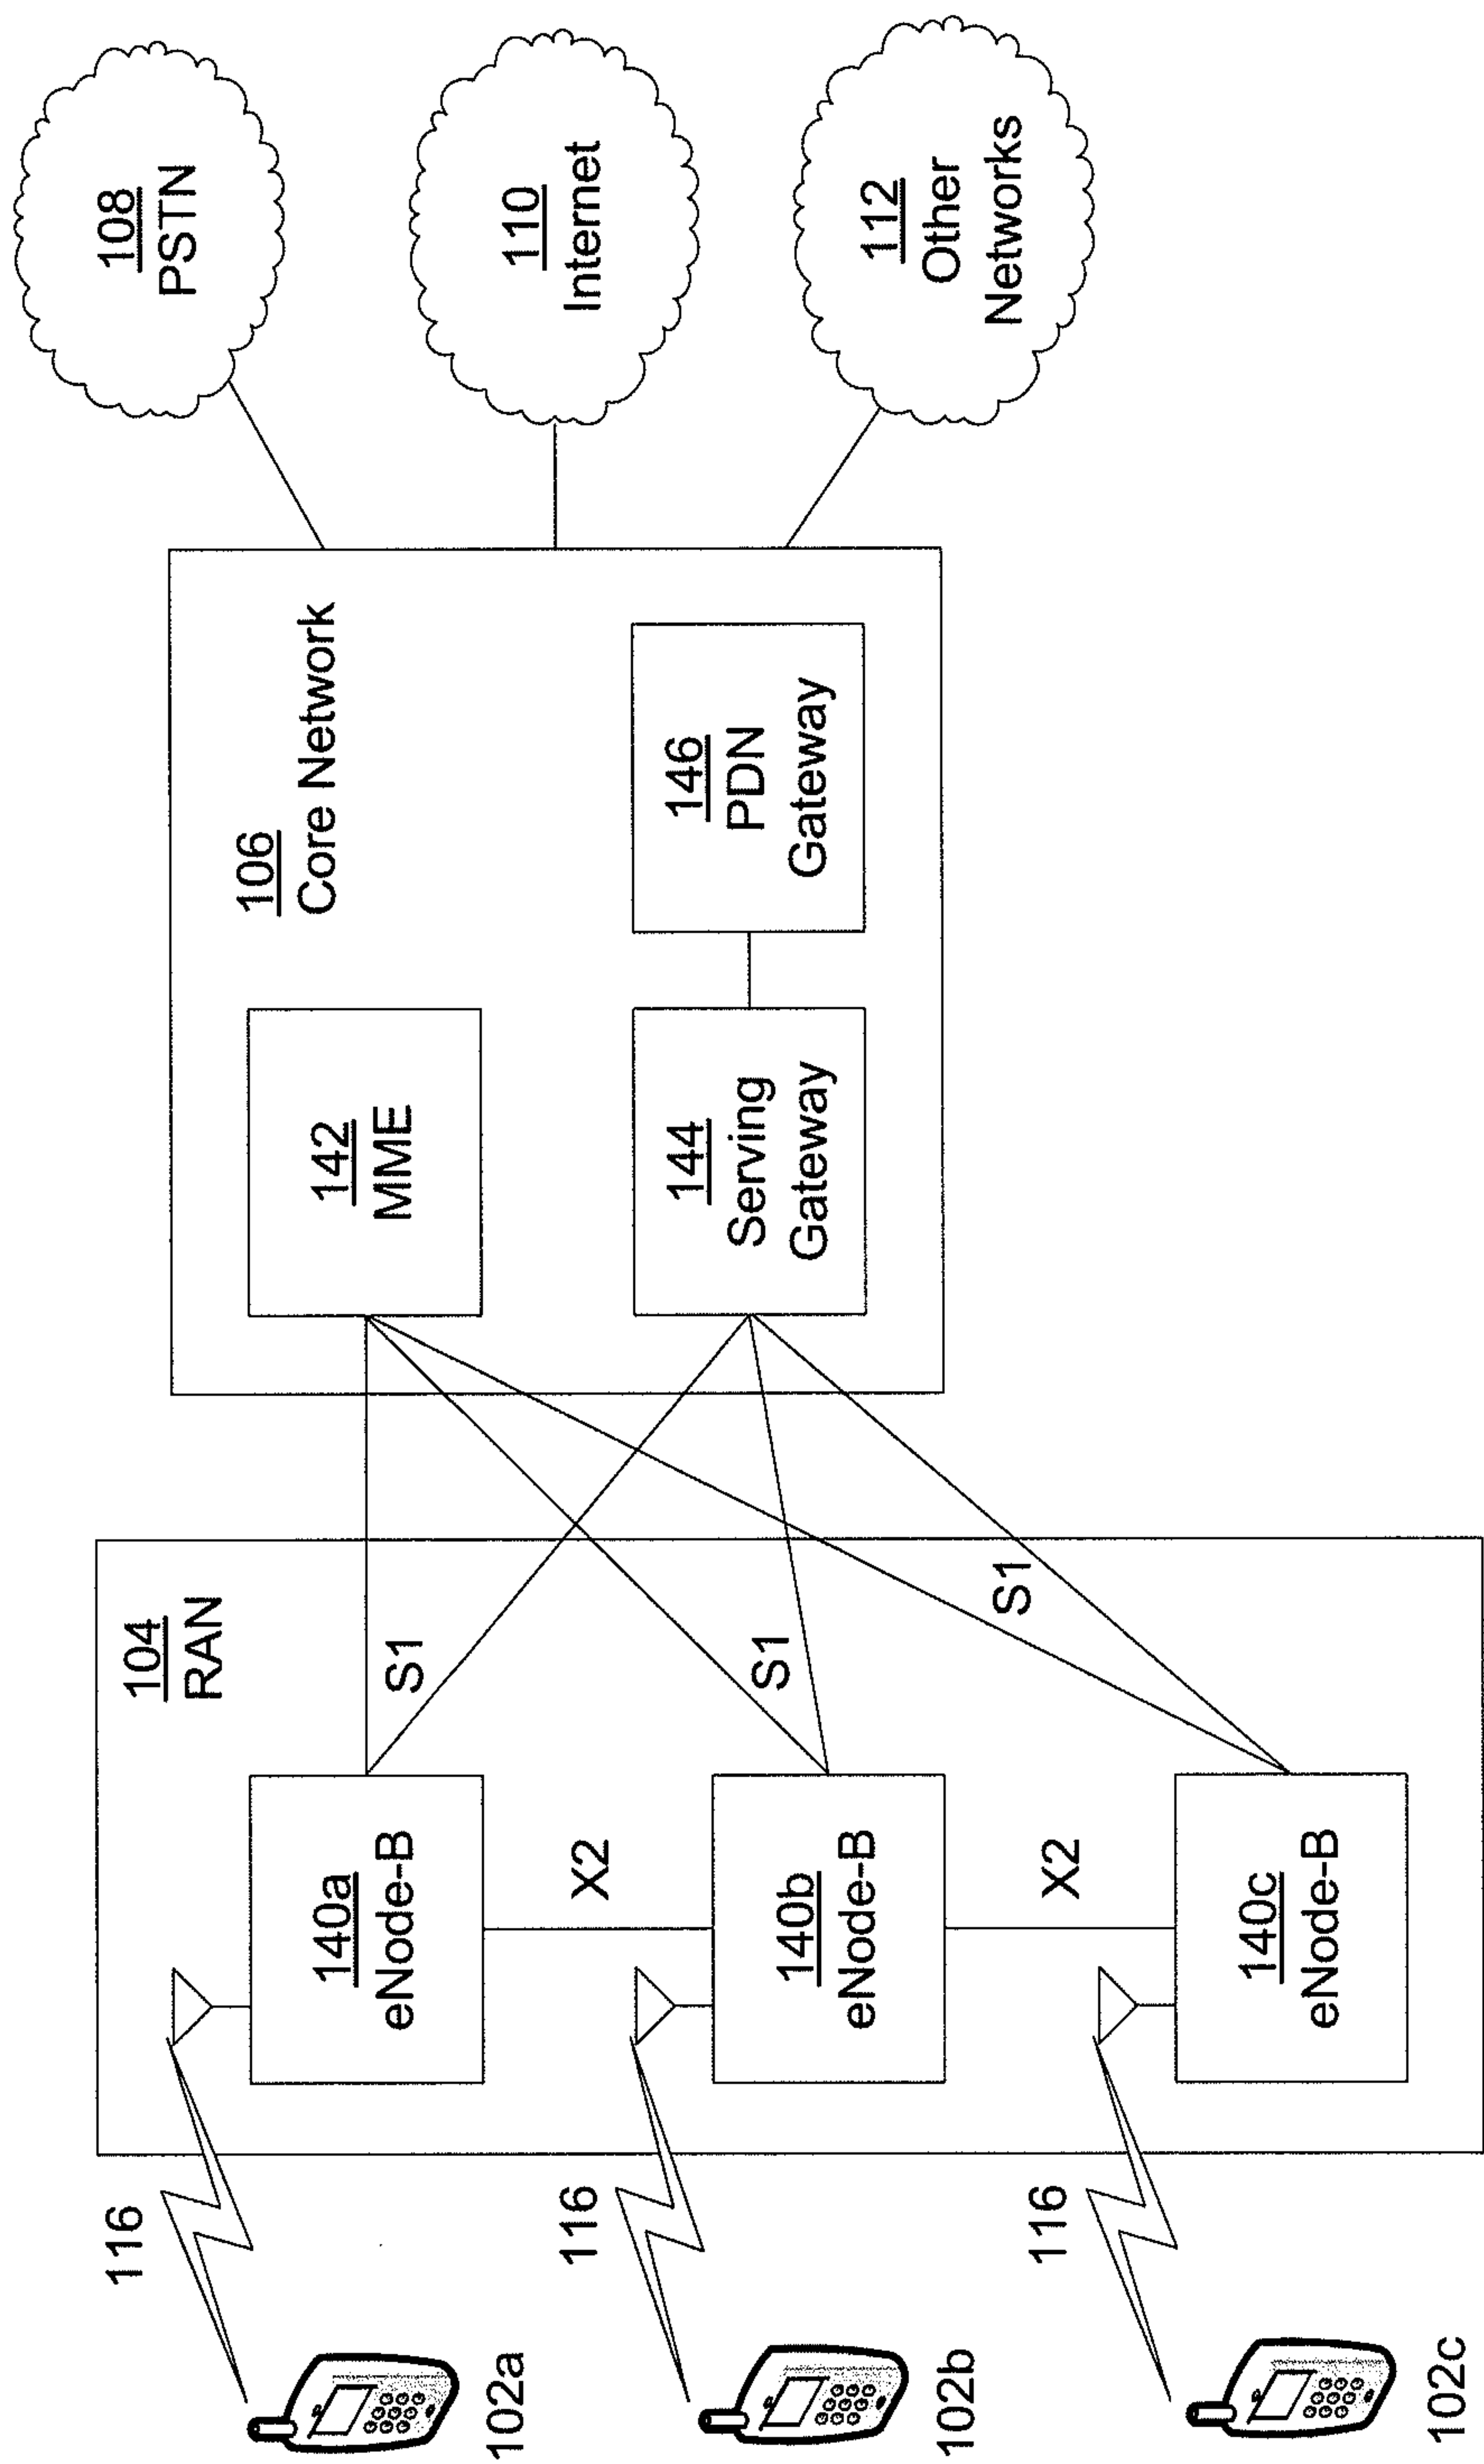 102a
102b
102c
116
116
116
104
RAN
140a
eNode-B
140b
eNode-B
140c
eNode-B
X2
X2
S1
S1
S1
106
Core Network
142
MME
144
Serving
Gateway
146
PDN
Gateway
108
PSTN
110
Internet
112
Other
Networks